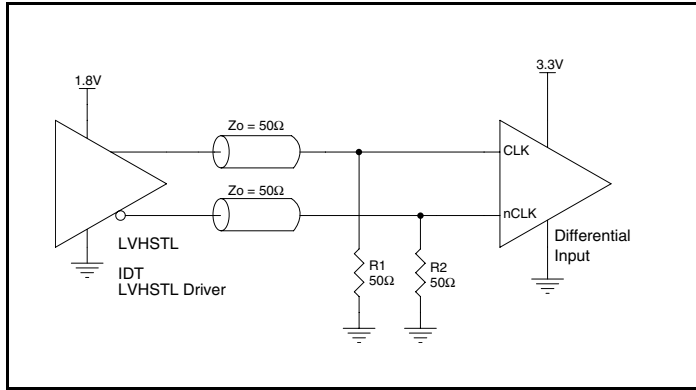 1.8V
3.3V
Zo = 50Ω
CLK
Zo = 50Ω
nCLK
LVHSTL
IDT
LVHSTL Driver
R1
50Ω
R2
50Ω
Differential
Input